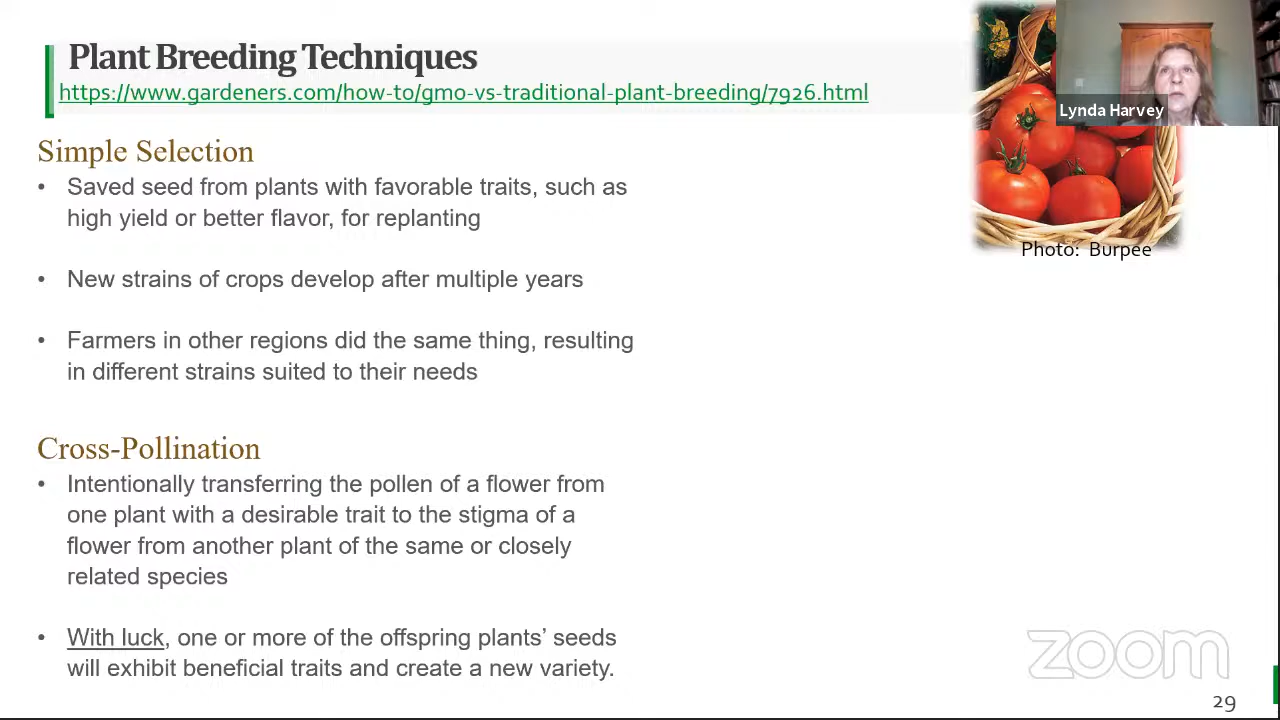 Plant Breeding Techniques
https://www.gardeners.com/how-to/gmo-vs-traditional-plant-breeding/7926.html
Lynda Harvey
Photo: Burpee
Simple Selection
• Saved seed from plants with favorable traits, such as
high yield or better flavor, for replanting
• New strains of crops develop after multiple years
• Farmers in other regions did the same thing, resulting
in different strains suited to their needs
Cross-Pollination
• Intentionally transferring the pollen of a flower from
one plant with a desirable trait to the stigma of a
flower from another plant of the same or closely
related species
• With luck, one or more of the offspring plants’ seeds
will exhibit beneficial traits and create a new variety.
zoom
29